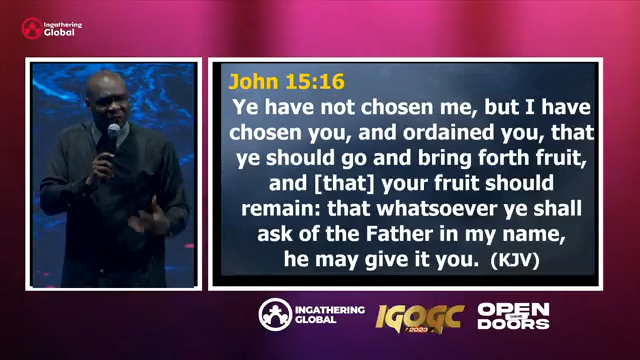 Ingathering
Global
John 15:16
Ye have not chosen me, but I have
chosen you, and ordained you, that
ye should go and bring forth fruit,
and [that] your fruit should
remain: that whatsoever ye shall
ask of the Father in my name,
he may give it you. (KJV)
INGATHERING
GLOBAL
IGOGC
2023
OPEN
DOORS